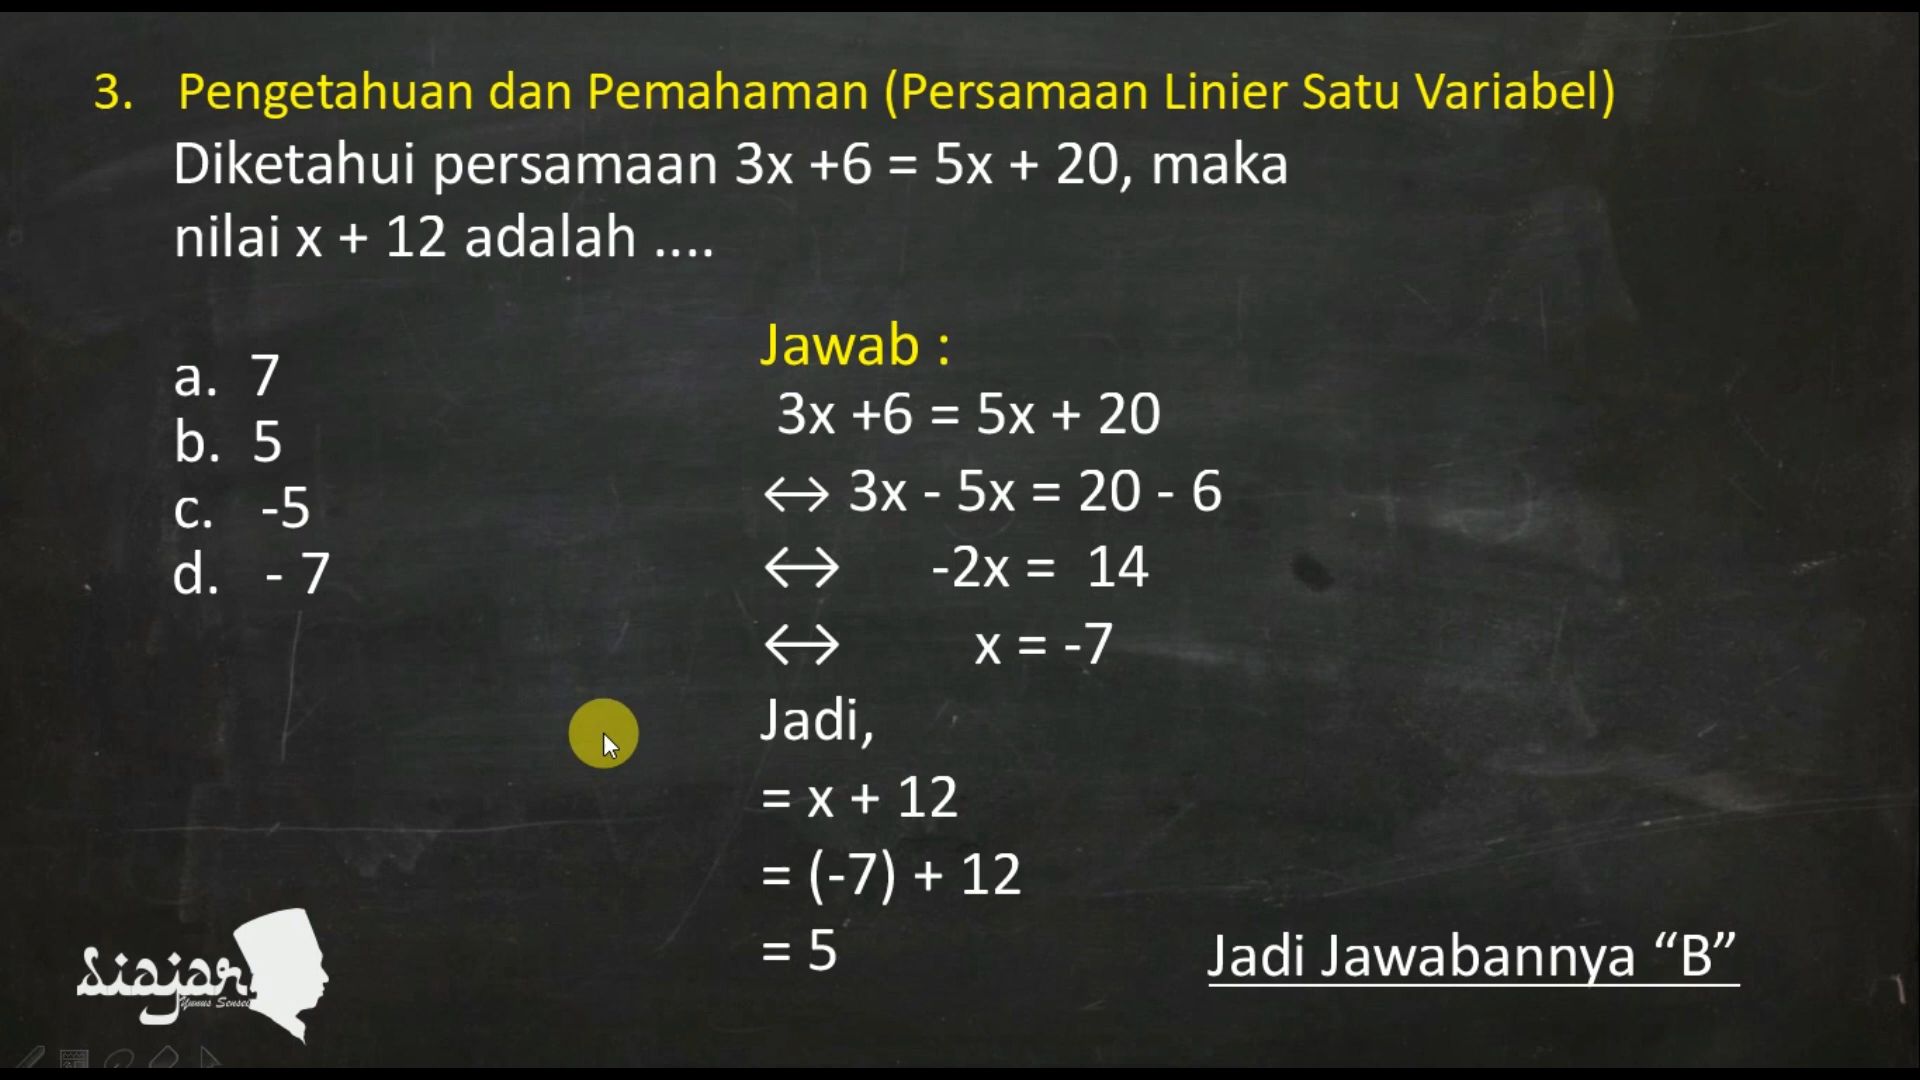 3. Pengetahuan dan Pemahaman (Persamaan Linier Satu Variabel)
Diketahui persamaan 3x +6 = 5x + 20, maka
nilai x + 12 adalah ....
a. 7
b. 5
c. -5
d. - 7
Jawab :
3x +6 = 5x + 20
↔ 3x - 5x = 20 - 6
↔ -2x = 14
↔ x = -7
Jadi,
= x + 12
= (-7) + 12
= 5
Jadi Jawabannya “B”
Siajar
Yunus Sensei